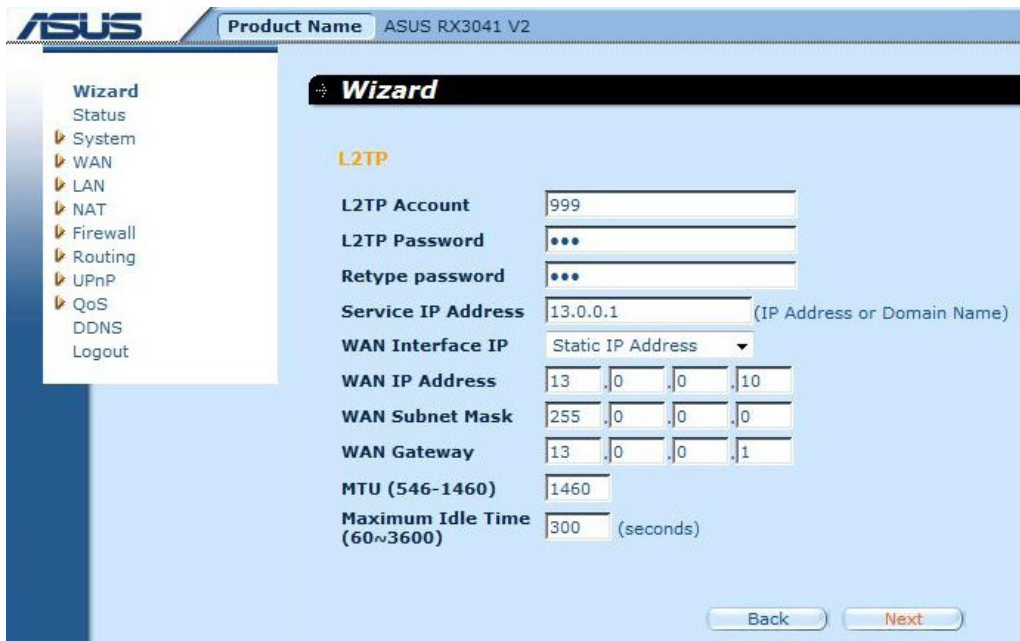 ASUS
Product Name ASUS RX3041 V2
Wizard
Status
System
WAN
LAN
NAT
Firewall
Routing
UPnP
QoS
DDNS
Logout
Wizard
L2TP
L2TP Account 999
L2TP Password •••
Retype password •••
Service IP Address 13.0.0.1 (IP Address or Domain Name)
WAN Interface IP Static IP Address
WAN IP Address 13 .0 .0 .10
WAN Subnet Mask 255 .0 .0 .0
WAN Gateway 13 .0 .0 .1
MTU (546-1460) 1460
Maximum Idle Time
(60~3600) 300 (seconds)
Back Next